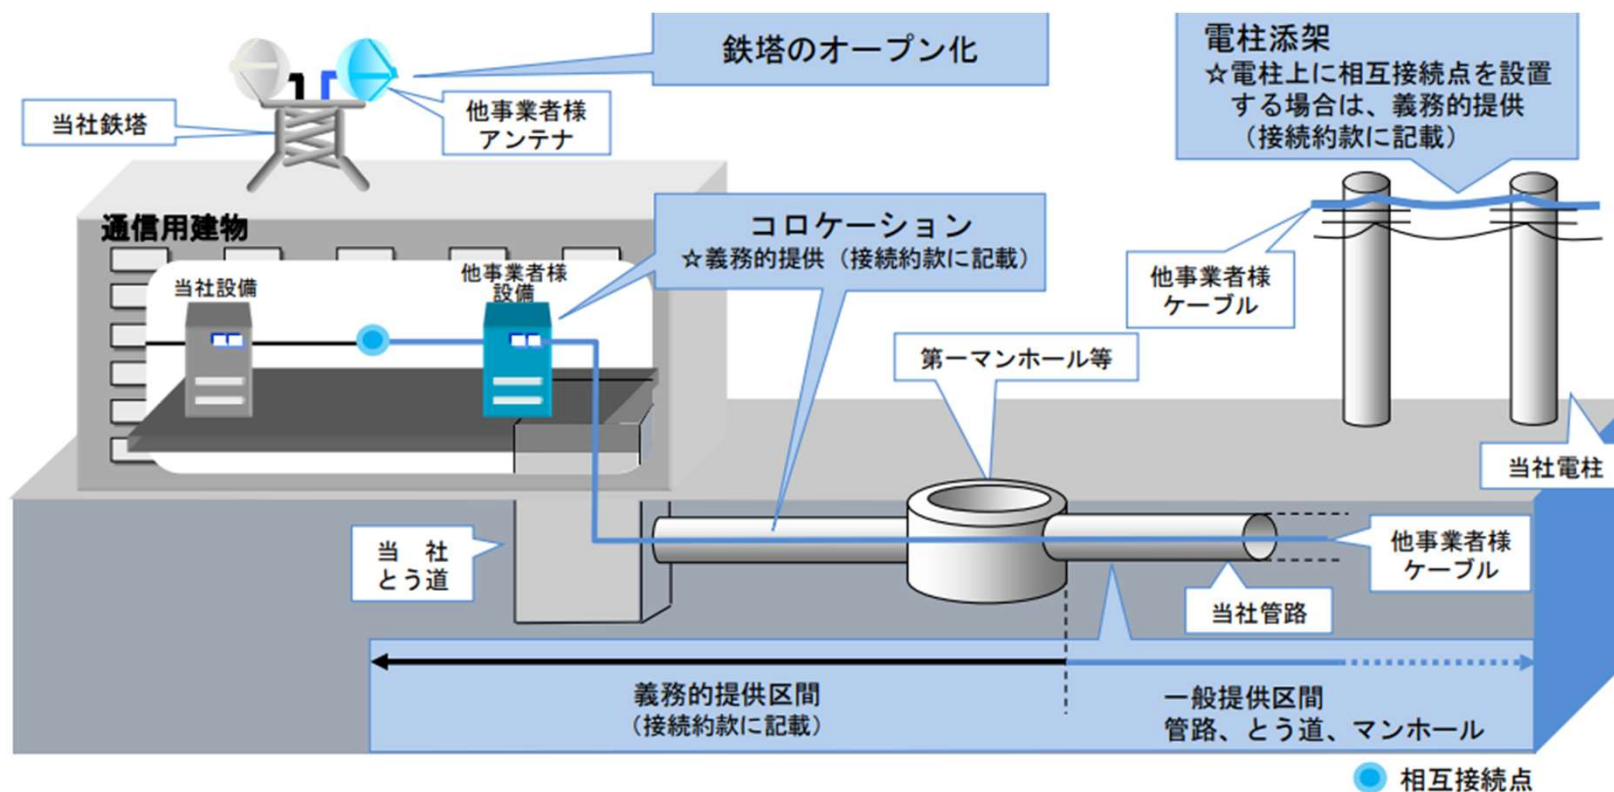 鉄塔のオープン化
電柱添架
☆電柱上に相互接続点を設置
する場合は、義務的提供
（接続約款に記載）
当社鉄塔
他事業者様
アンテナ
通信用建物
コロケーション
☆義務的提供（接続約款に記載）
他事業者様
ケーブル
当社設備
他事業者様
設備
第一マンホール等
当社電柱
当　社
とう道
他事業者様
ケーブル
当社管路
義務的提供区間
（接続約款に記載）
一般提供区間
管路、とう道、マンホール
相互接続点